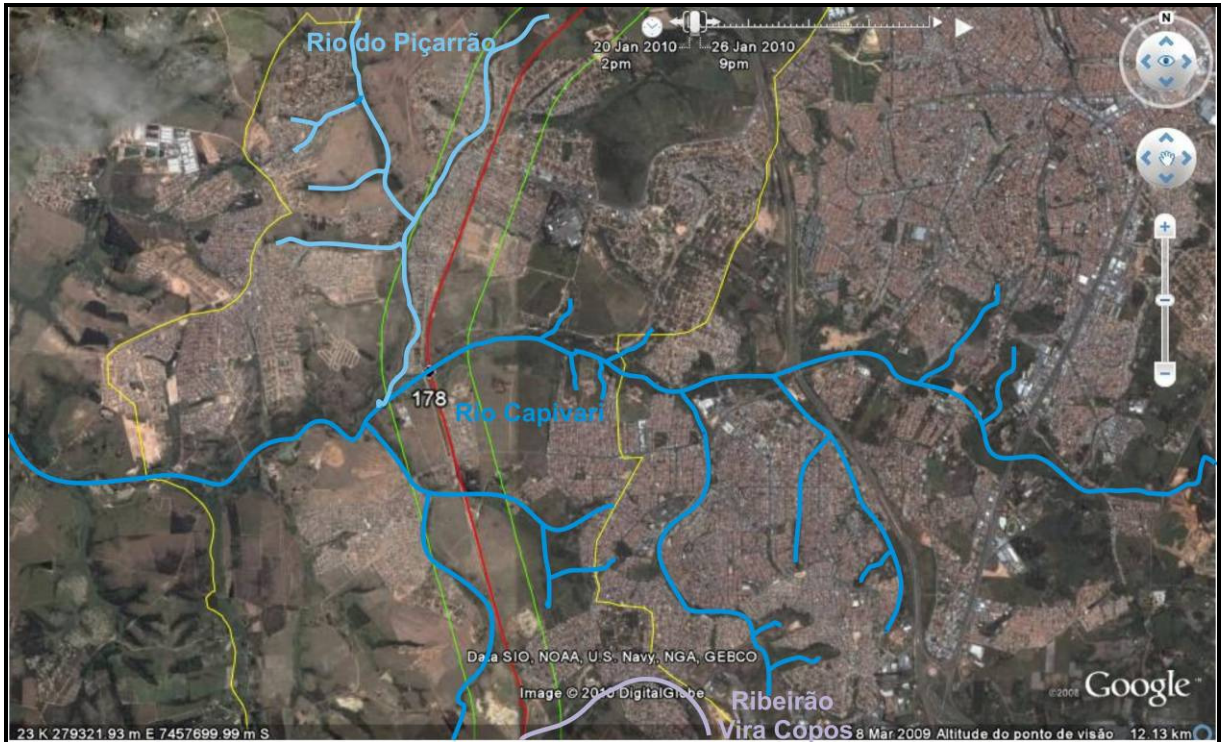 Rio do Piçarrão
20 Jan 2010
26 Jan 2010
2pm
9pm
N
178
Rio Capivari
Data SIO, NOAA, U.S. Navy, NGA, GEBCO
Image © 2010 DigitalGlobe
Ribeirão
Vira Copos
©2008 Google™
23 K 279321.93 m E 7457699.99 m S
8 Mar 2009 Altitude do ponto de visão 12.13 km